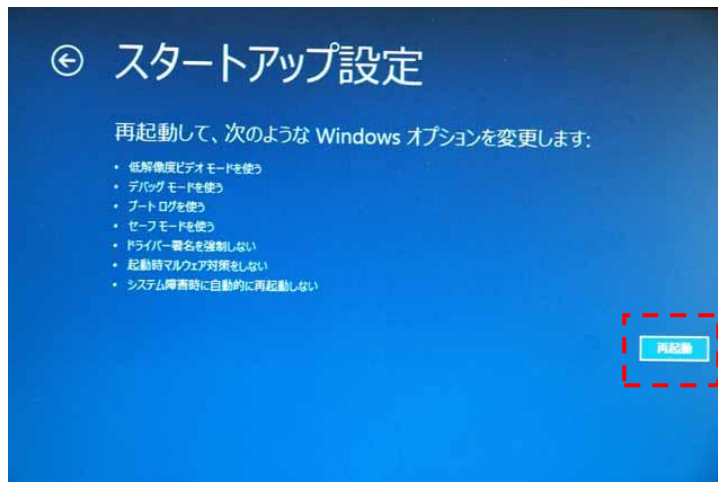 スタートアップ設定
再起動して、次のような Windows オプションを変更します:
• 低解像度ビデオ モードを使う
• デバッグ モードを使う
• ブート ログを使う
• セーフ モードを使う
• ドライバー署名を強制しない
• 起動時マルウェア対策をしない
• システム障害時に自動的に再起動しない
再起動